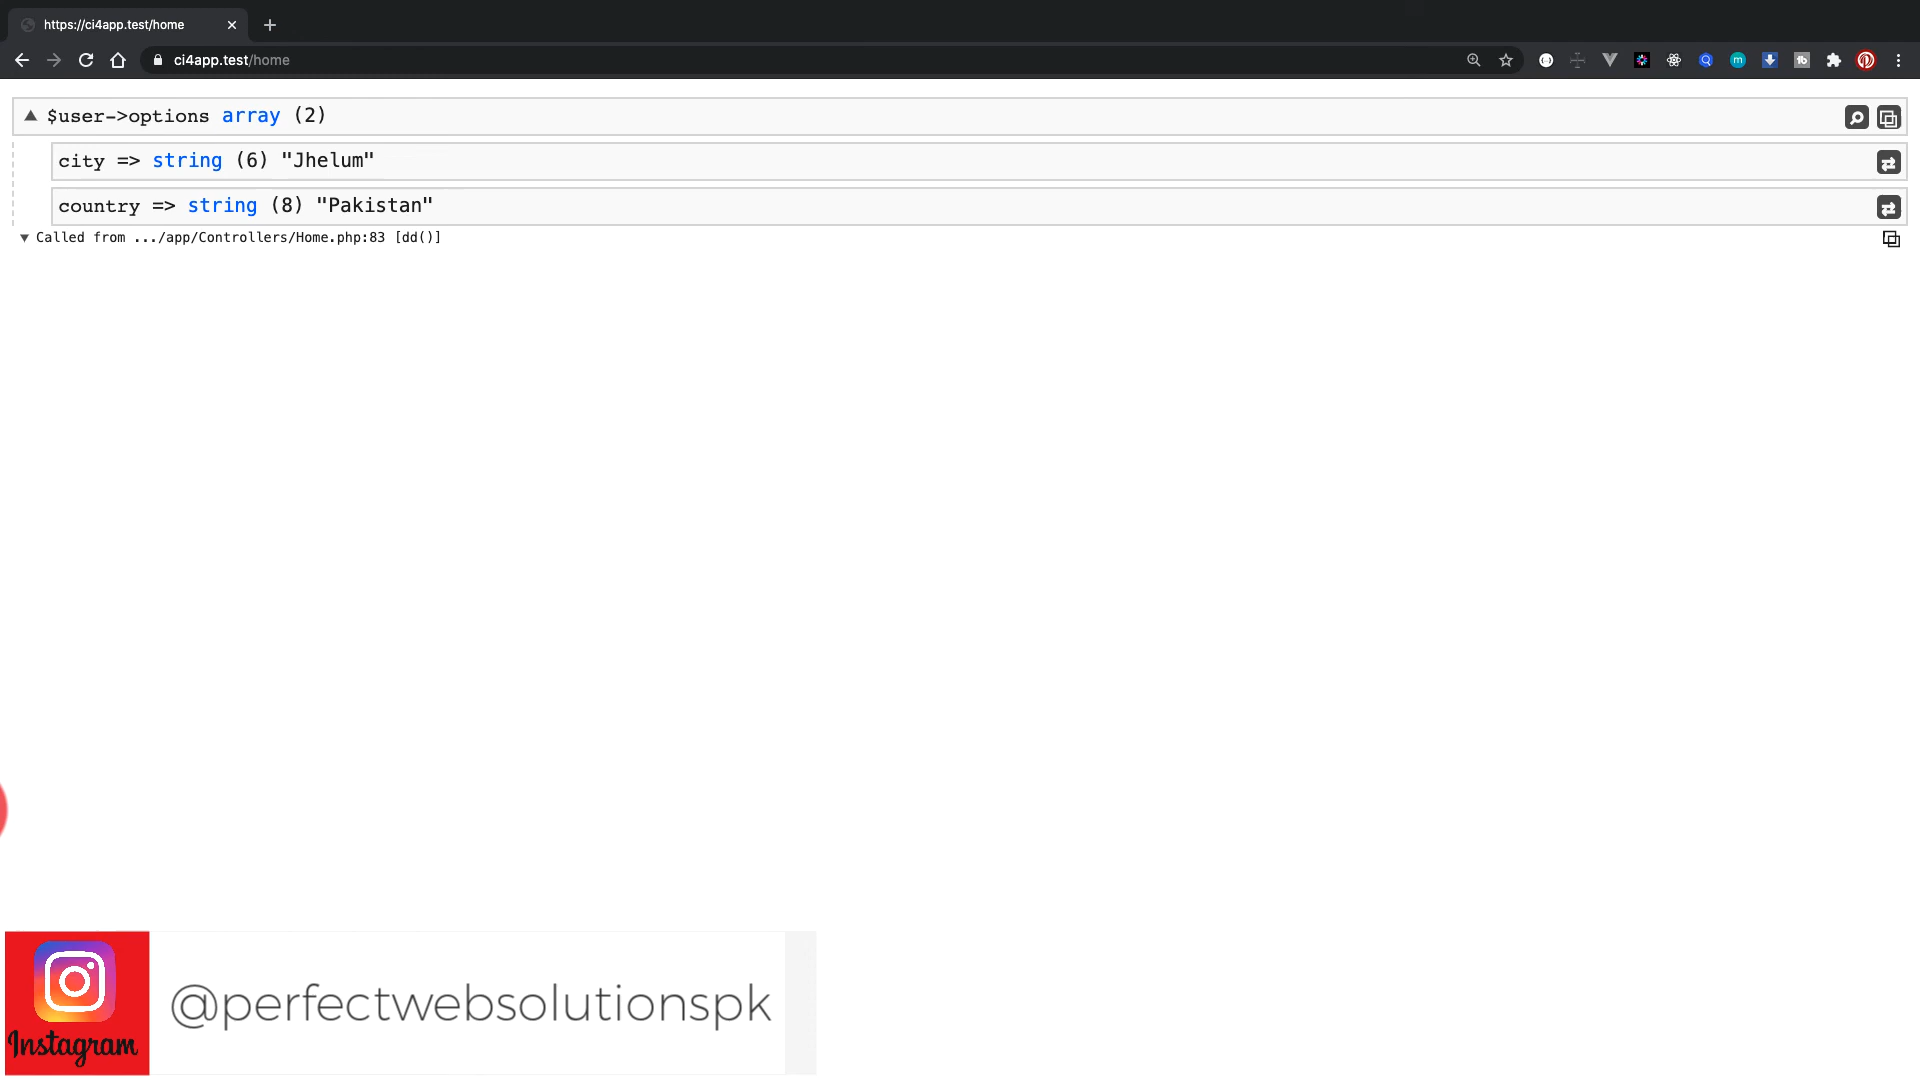 https://ci4app.test/home
ci4app.test/home
$user->options array (2)
city => string (6) "Jhelum"
country => string (8) "Pakistan"
Called from .../app/Controllers/Home.php:83 [dd()]
Instagram
@perfectwebsolutionspk